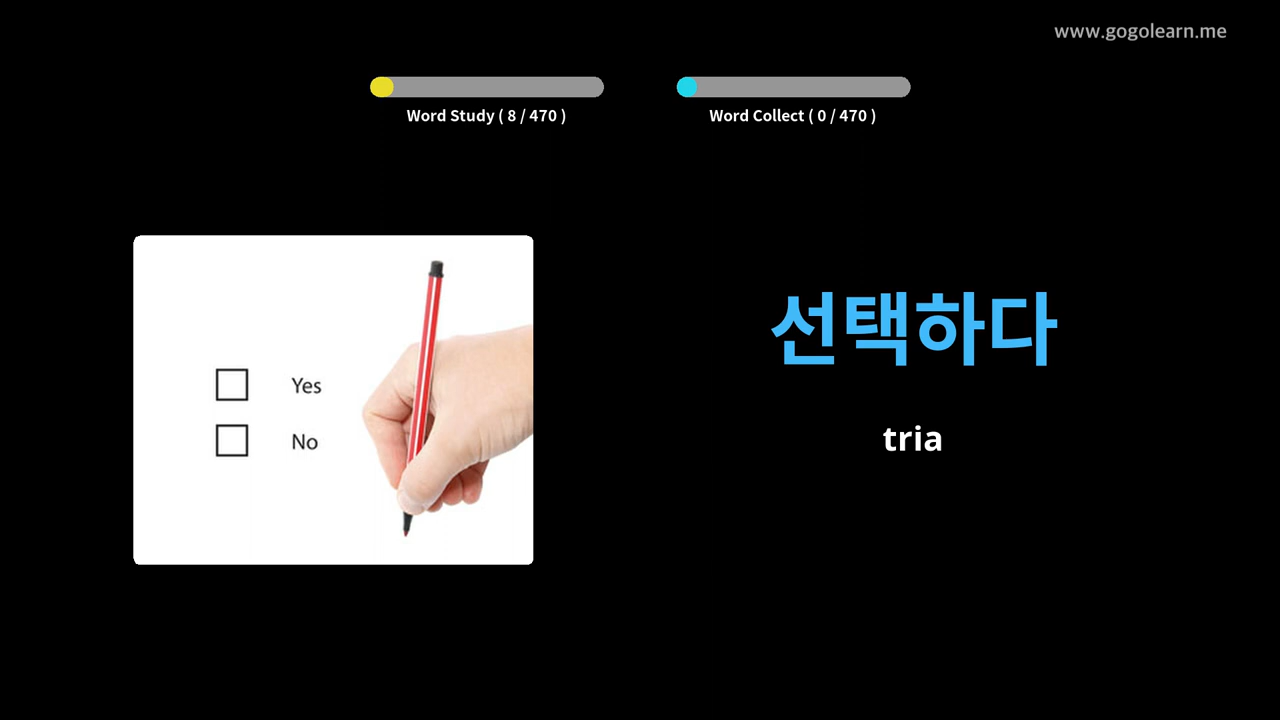 www.gogolearn.me
Word Study ( 8 / 470 )
Word Collect ( 0 / 470 )
Yes
No
선택하다
tria